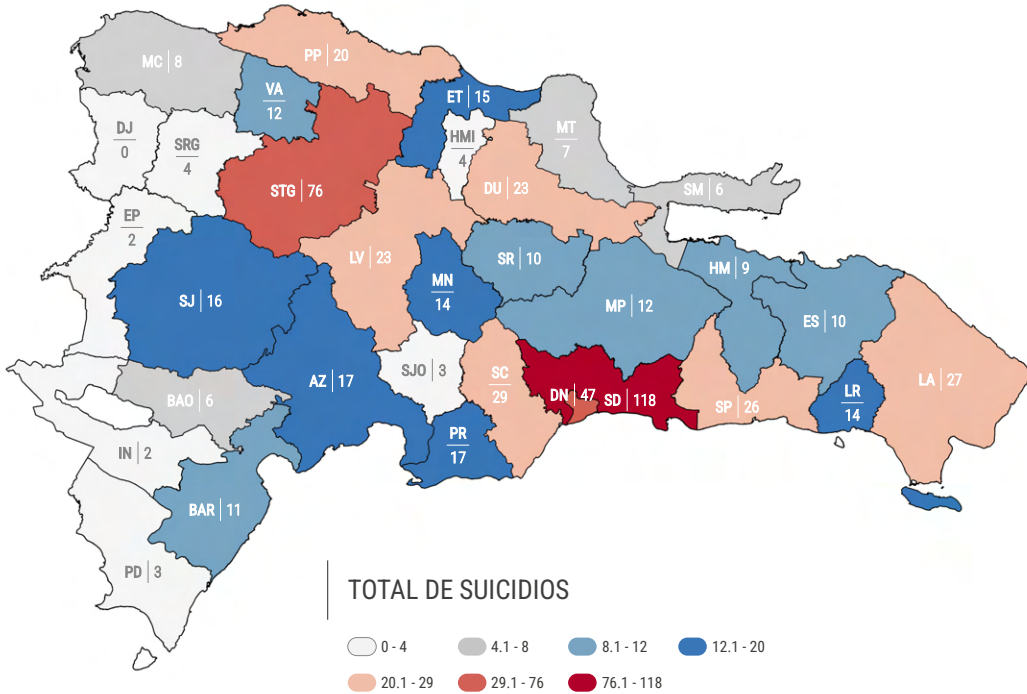 MC | 8
PP | 20
VA
12
ET | 15
DJ
0
SRG
4
HMI
4
MT
7
STG | 76
DU | 23
SM | 6
EP
2
LV | 23
SR | 10
HM | 9
SJ | 16
MN
14
MP | 12
ES | 10
AZ | 17
SJO | 3
SC
29
DN | 47
SD | 118
SP | 26
LR
14
LA | 27
BAO | 6
PR
17
IN | 2
BAR | 11
PD | 3
TOTAL DE SUICIDIOS
0 - 4 4.1 - 8 8.1 - 12 12.1 - 20
20.1 - 29 29.1 - 76 76.1 - 118